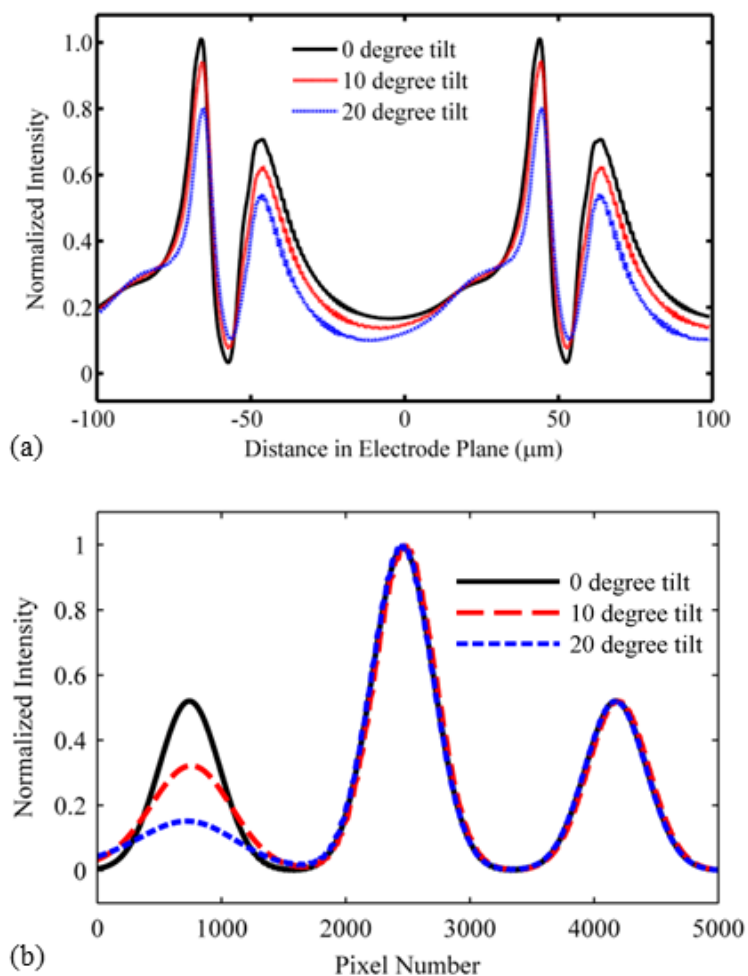 1.0
0.8
0.6
0.4
0.2
0
Normalized Intensity
0 degree tilt
10 degree tilt
20 degree tilt
-100
-50
0
50
100
Distance in Electrode Plane (μm)
(a)
0
1000
2000
3000
4000
5000
1
0.8
0.6
0.4
0.2
0
Normalized Intensity
0 degree tilt
10 degree tilt
20 degree tilt
Pixel Number
(b)